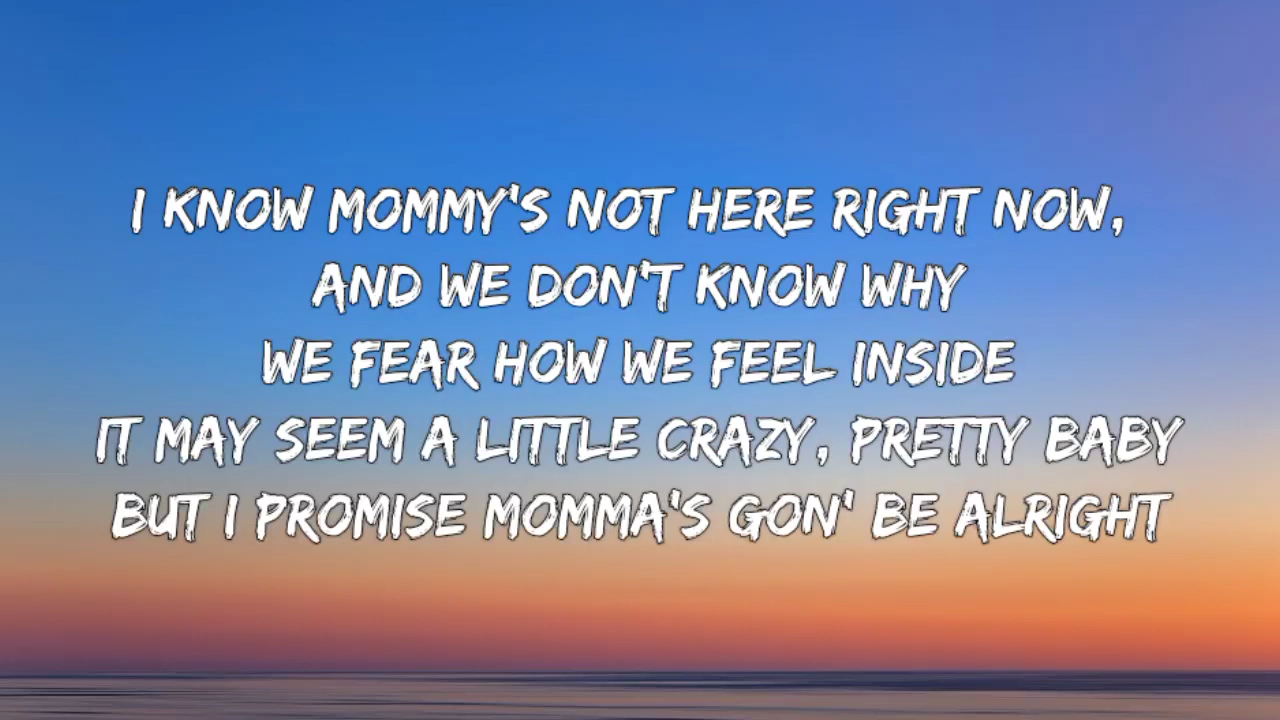 I KNOW MOMMY'S NOT HERE RIGHT NOW,
AND WE DON'T KNOW WHY
WE FEAR HOW WE FEEL INSIDE
IT MAY SEEM A LITTLE CRAZY, PRETTY BABY
BUT I PROMISE MOMMA'S GON' BE ALRIGHT